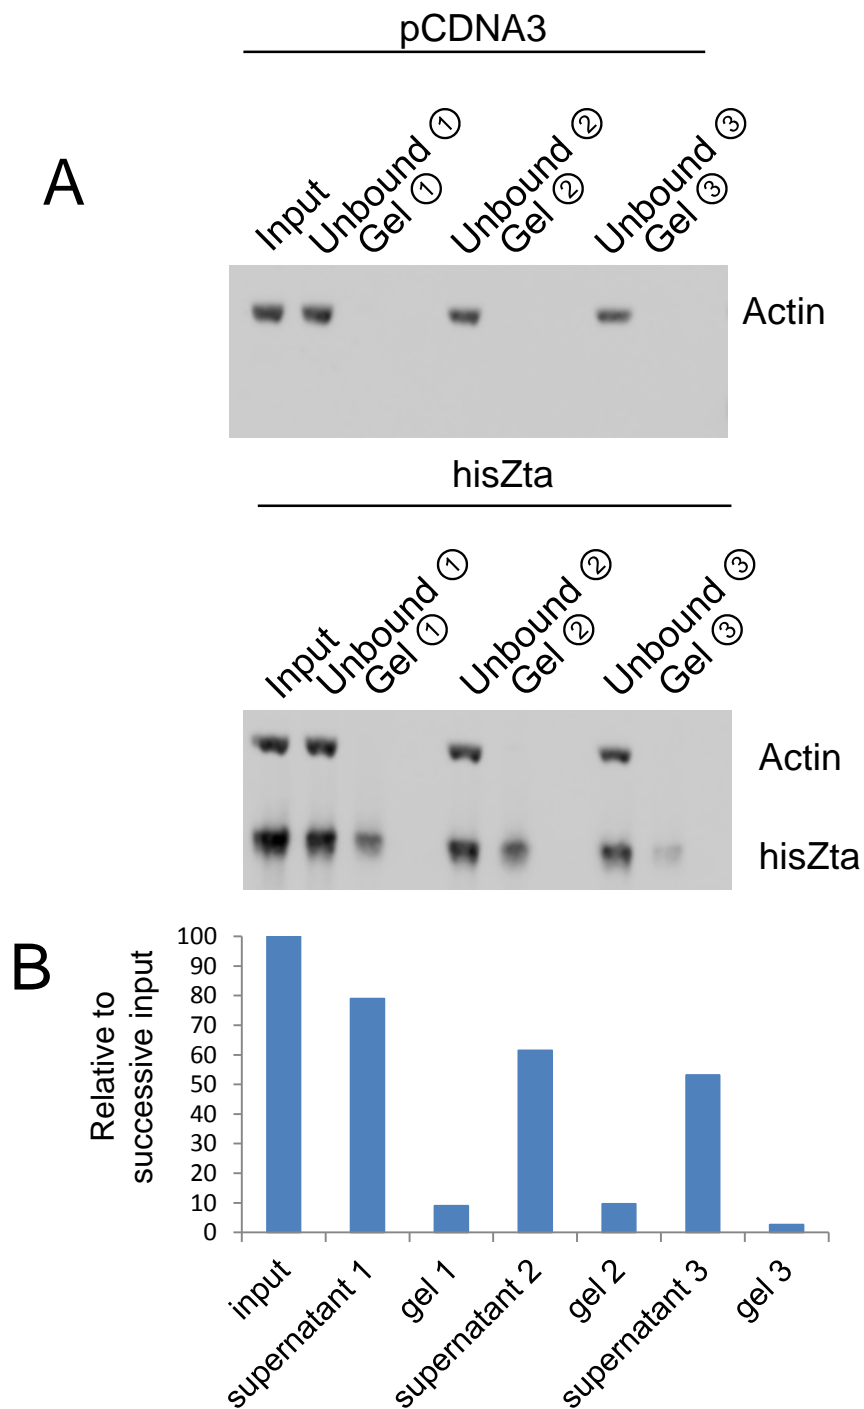 pCDNA3
A
Input
Unbound ①
Gel ①
Unbound ②
Gel ②
Unbound ③
Gel ③
Actin
hisZta
Input
Unbound ①
Gel ①
Unbound ②
Gel ②
Unbound ③
Gel ③
Actin
hisZta
B
Relative to
successive input
100
90
80
70
60
50
40
30
20
10
0
input
supernatant 1
gel 1
supernatant 2
gel 2
supernatant 3
gel 3